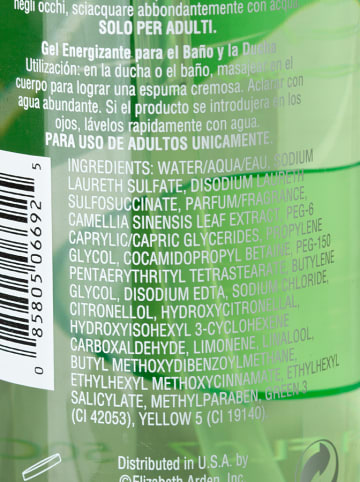 negli occhi, sciacquare abbondantemente con acqua.
SOLO PER ADULTI.
Gel Energizante para el Baño y la Ducha
Utilización: en la ducha o el baño, masajear en el
cuerpo para lograr una espuma cremosa. Aclarar con
agua abundante. Si el producto se introdujera en los
ojos, lávelos rapidamente con agua.
PARA USO DE ADULTOS UNICAMENTE.
INGREDIENTS: WATER/AQUA/EAU, SODIUM
LAURETH SULFATE, DISODIUM LAURETH
SULFOSUCCINATE, PARFUM/FRAGRANCE,
CAMELLIA SINENSIS LEAF EXTRACT, PEG-6
CAPRYLIC/CAPRIC GLYCERIDES, PROPYLENE
GLYCOL, COCAMIDOPROPYL BETAINE, PEG-150
PENTAERYTHRITYL TETRASTEARATE, BUTYLENE
GLYCOL, DISODIUM EDTA, SODIUM CHLORIDE,
CITRONELLOL, HYDROXYCITRONELLAL,
HYDROXYISOHEXYL 3-CYCLOHEXENE
CARBOXALDEHYDE, LIMONENE, LINALOOL,
BUTYL METHOXYDIBENZOYLMETHANE,
ETHYLHEXYL METHOXYCINNAMATE, ETHYLHEXYL
SALICYLATE, METHYLPARABEN, GREEN 3
(CI 42053), YELLOW 5 (CI 19140).
0 85805 06692 5
Distributed in U.S.A. by
©Elizabeth Arden, Inc.